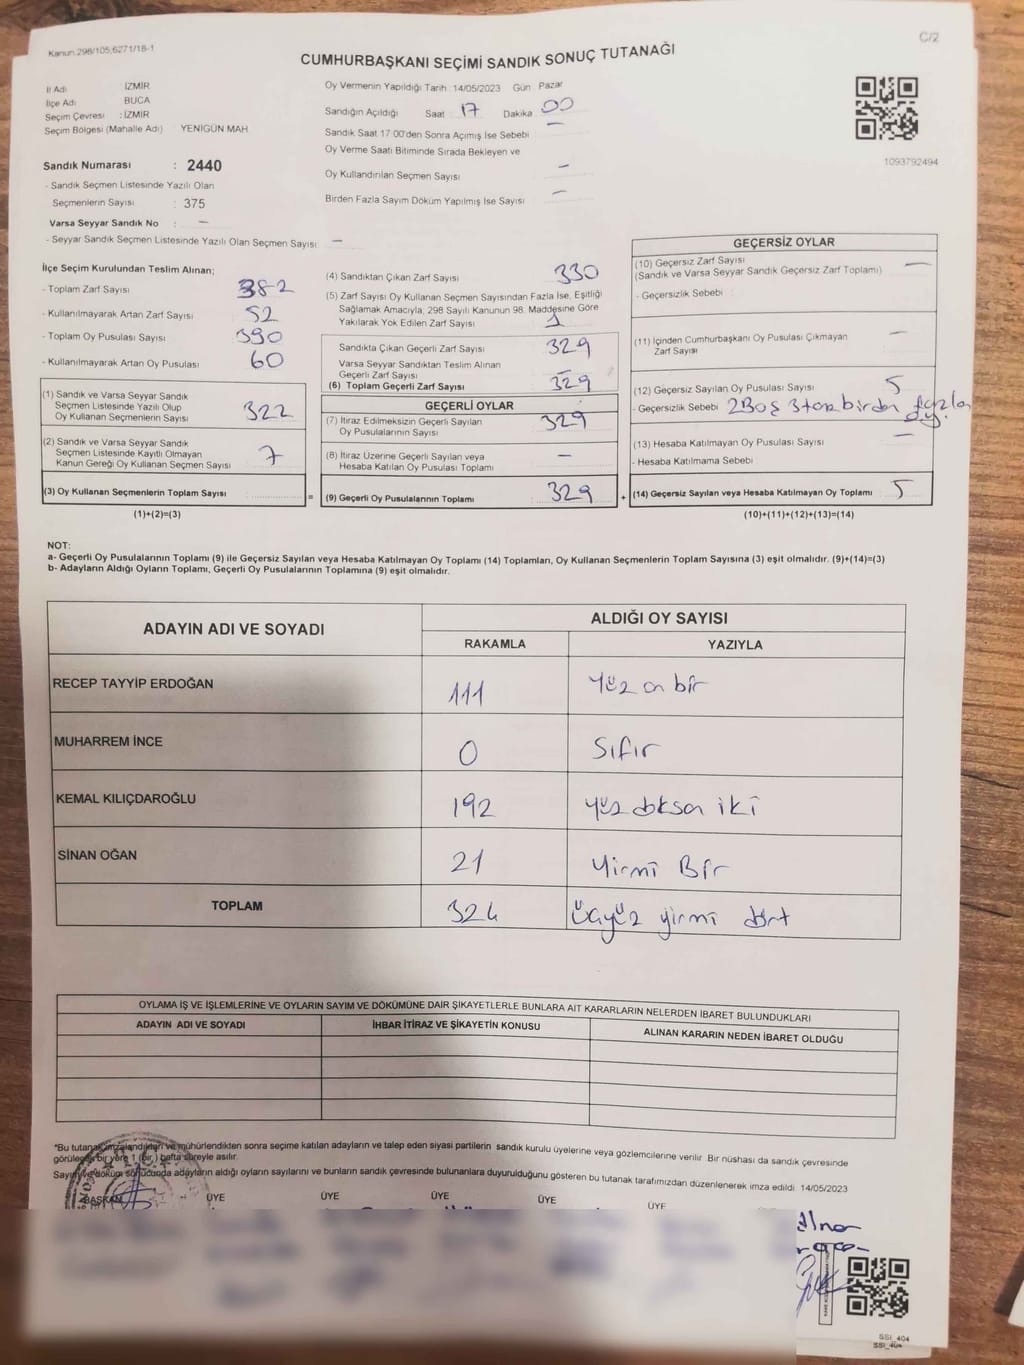 Kanun 298/105,6271/18-1
C/2
CUMHURBAŞKANI SEÇİMİ SANDIK SONUÇ TUTANAĞI
İl Adı İZMİR
İlçe Adı BUCA
Seçim Çevresi : İZMİR
Seçim Bölgesi (Mahalle Adı) YENİGÜN MAH.
Sandık Numarası : 2440
- Sandık Seçmen Listesinde Yazılı Olan
Seçmenlerin Sayısı : 375
Varsa Seyyar Sandık No : —
- Seyyar Sandık Seçmen Listesinde Yazılı Olan Seçmen Sayısı —
Oy Vermenin Yapıldığı Tarih : 14/05/2023 Gün Pazar
Sandığın Açıldığı Saat 17 Dakika 00
Sandık Saat 17:00'den Sonra Açımış İse Sebebi —
Oy Verme Saati Bitiminde Sırada Bekleyen ve
Oy Kullandırılan Seçmen Sayısı —
Birden Fazla Sayım Döküm Yapılmış İse Sayısı —
1093792494
İlçe Seçim Kurulundan Teslim Alınan;
- Toplam Zarf Sayısı 382
- Kullanılmayarak Artan Zarf Sayısı 52
- Toplam Oy Pusulası Sayısı 390
- Kullanılmayarak Artan Oy Pusulası 60
(1) Sandık ve Varsa Seyyar Sandık
Seçmen Listesinde Yazılı Olup
Oy Kullanan Seçmenlerin Sayısı 322
(2) Sandık ve Varsa Seyyar Sandık
Seçmen Listesinde Kayıtlı Olmayan
Kanun Gereği Oy Kullanan Seçmen Sayısı 7
(3) Oy Kullanan Seçmenlerin Toplam Sayısı =
(1)+(2)=(3)
(4) Sandıktan Çıkan Zarf Sayısı 330
(5) Zarf Sayısı Oy Kullanan Seçmen Sayısından Fazla İse, Eşitliği
Sağlamak Amacıyla, 298 Sayılı Kanunun 98. Maddesine Göre
Yakılarak Yok Edilen Zarf Sayısı 1
Sandıkta Çıkan Geçerli Zarf Sayısı 329
Varsa Seyyar Sandıktan Teslim Alınan
Geçerli Zarf Sayısı —
(6) Toplam Geçerli Zarf Sayısı 329
GEÇERLİ OYLAR
(7) İtiraz Edilmeksizin Geçerli Sayılan
Oy Pusulalarının Sayısı 329
(8) İtiraz Üzerine Geçerli Sayılan veya
Hesaba Katılan Oy Pusulası Toplamı —
(9) Geçerli Oy Pusulalarının Toplamı 329 +
GEÇERSİZ OYLAR
(10) Geçersiz Zarf Sayısı —
(Sandık ve Varsa Seyyar Sandık Geçersiz Zarf Toplamı)
- Geçersizlik Sebebi :
(11) İçinden Cumhurbaşkanı Oy Pusulası Çıkmayan —
Zarf Sayısı
(12) Geçersiz Sayılan Oy Pusulası Sayısı 5
- Geçersizlik Sebebi 2 Boş 3 tane birden fazla oy.
(13) Hesaba Katılmayan Oy Pusulası Sayısı —
- Hesaba Katılmama Sebebi
(14) Geçersiz Sayılan veya Hesaba Katılmayan Oy Toplamı 5
(10)+(11)+(12)+(13)=(14)
NOT:
a- Geçerli Oy Pusulalarının Toplamı (9) ile Geçersiz Sayılan veya Hesaba Katılmayan Oy Toplamı (14) Toplamları, Oy Kullanan Seçmenlerin Toplam Sayısına (3) eşit olmalıdır. (9)+(14)=(3)
b- Adayların Aldığı Oyların Toplamı, Geçerli Oy Pusulalarının Toplamına (9) eşit olmalıdır.
ADAYIN ADI VE SOYADI
ALDIĞI OY SAYISI
RAKAMLA YAZIYLA
RECEP TAYYİP ERDOĞAN 111 Yüz on bir
MUHARREM İNCE 0 Sıfır
KEMAL KILIÇDAROĞLU 192 yüz doksan iki
SİNAN OĞAN 21 yirmi Bir
TOPLAM 324 üçyüz yirmi dört
OYLAMA İŞ VE İŞLEMLERİNE VE OYLARIN SAYIM VE DÖKÜMÜNE DAİR ŞİKAYETLERLE BUNLARA AİT KARARLARIN NELERDEN İBARET BULUNDUKLARI
ADAYIN ADI VE SOYADI İHBAR İTİRAZ VE ŞİKAYETİN KONUSU ALINAN KARARIN NEDEN İBARET OLDUĞU
*Bu tutanak imzalandıktan ve mühürlendikten sonra seçime katılan adayların ve talep eden siyasi partilerin sandık kurulu üyelerine veya gözlemcilerine verilir. Bir nüshası da sandık çevresinde
görülecek bir yere 1 (bir) hafta süreyle asılır.
Sayım ve döküm sonucunda adayların aldığı oyların sayılarını ve bunların sandık çevresinde bulunanlara duyurulduğunu gösteren bu tutanak tarafımızdan düzenlenerek imza edildi. 14/05/2023
BAŞKAN ÜYE ÜYE ÜYE ÜYE ÜYE
SSI_404
SSI_404